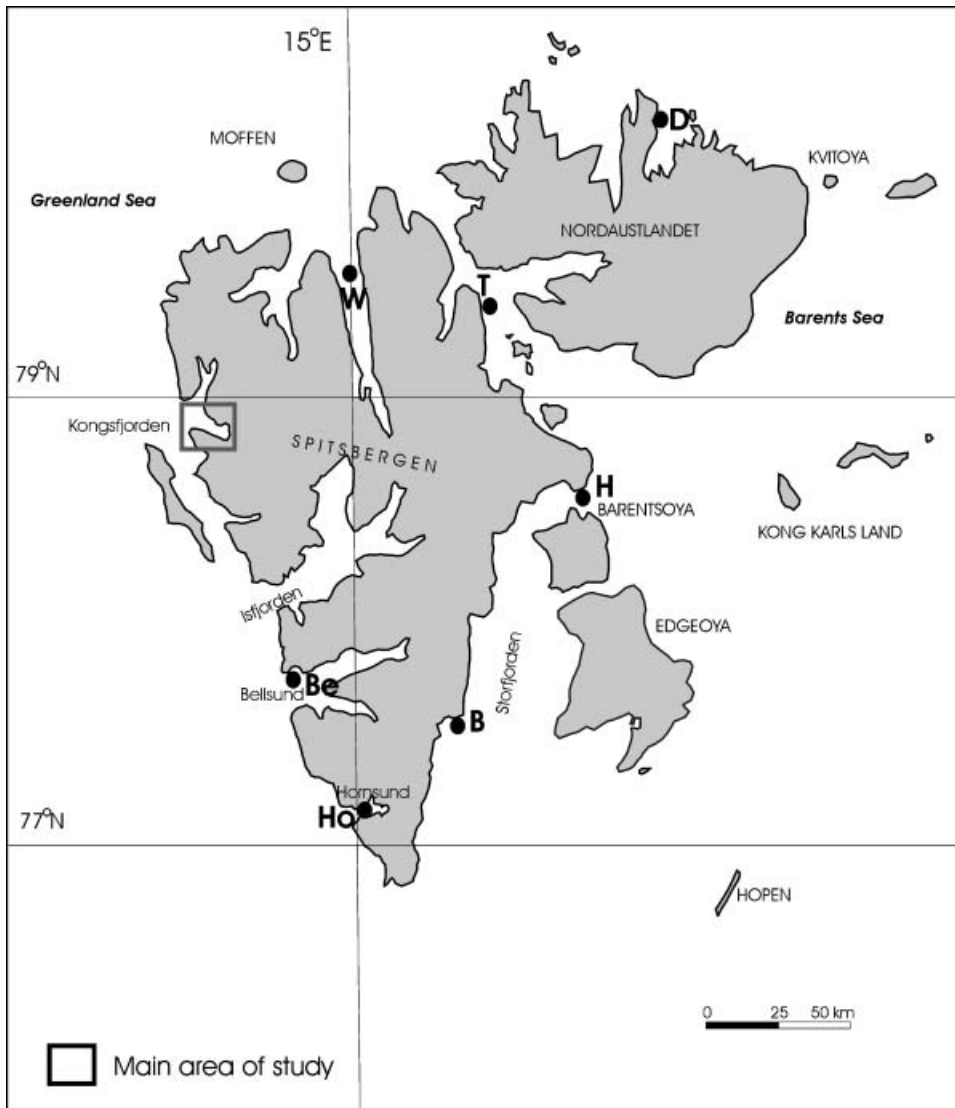 15°E
MOFFEN
D
KVITOYA
Greenland Sea
NORDAUSTLANDET
W
T
Barents Sea
79°N
Kongsfjorden
SPITSBERGEN
H
BARENTSOYA
KONG KARLS LAND
Isfjorden
EDGEOYA
Storfjorden
Be
Bellsund
B
Hornsund
Ho
77°N
HOPEN
0 25 50 km
Main area of study